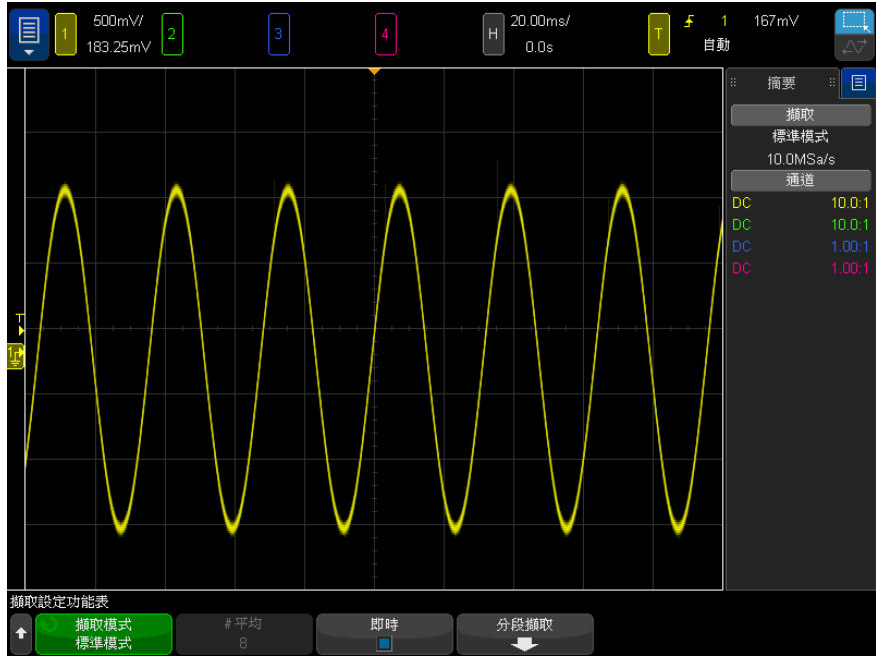 1
500mV/
183.25mV
2
3
4
H
20.00ms/
0.0s
T
1
167mV
自動
摘要
擷取
標準模式
10.0MSa/s
通道
DC 10.0:1
DC 10.0:1
DC 1.00:1
DC 1.00:1
T
1
擷取設定功能表
擷取模式
標準模式
#平均
8
即時
分段擷取